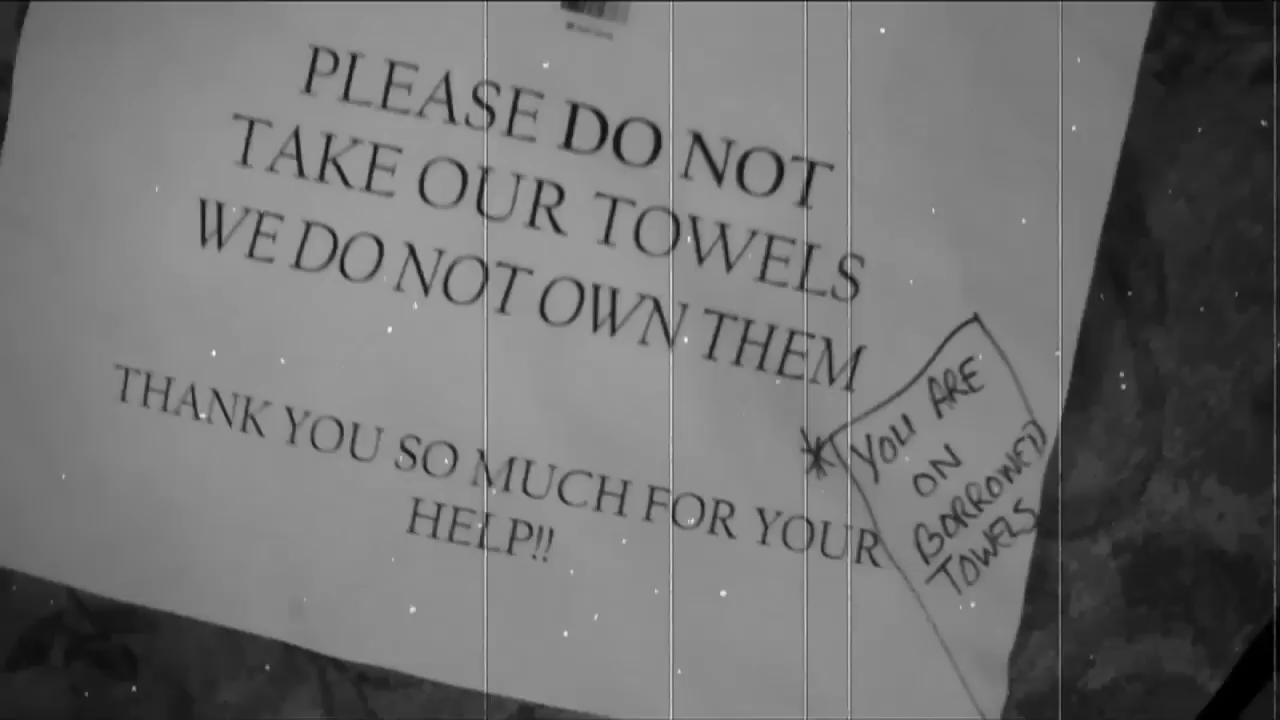 PLEASE DO NOT
TAKE OUR TOWELS
WE DO NOT OWN THEM
THANK YOU SO MUCH FOR YOUR
HELP!!
* YOU ARE
ON
BORROWED
TOWELS